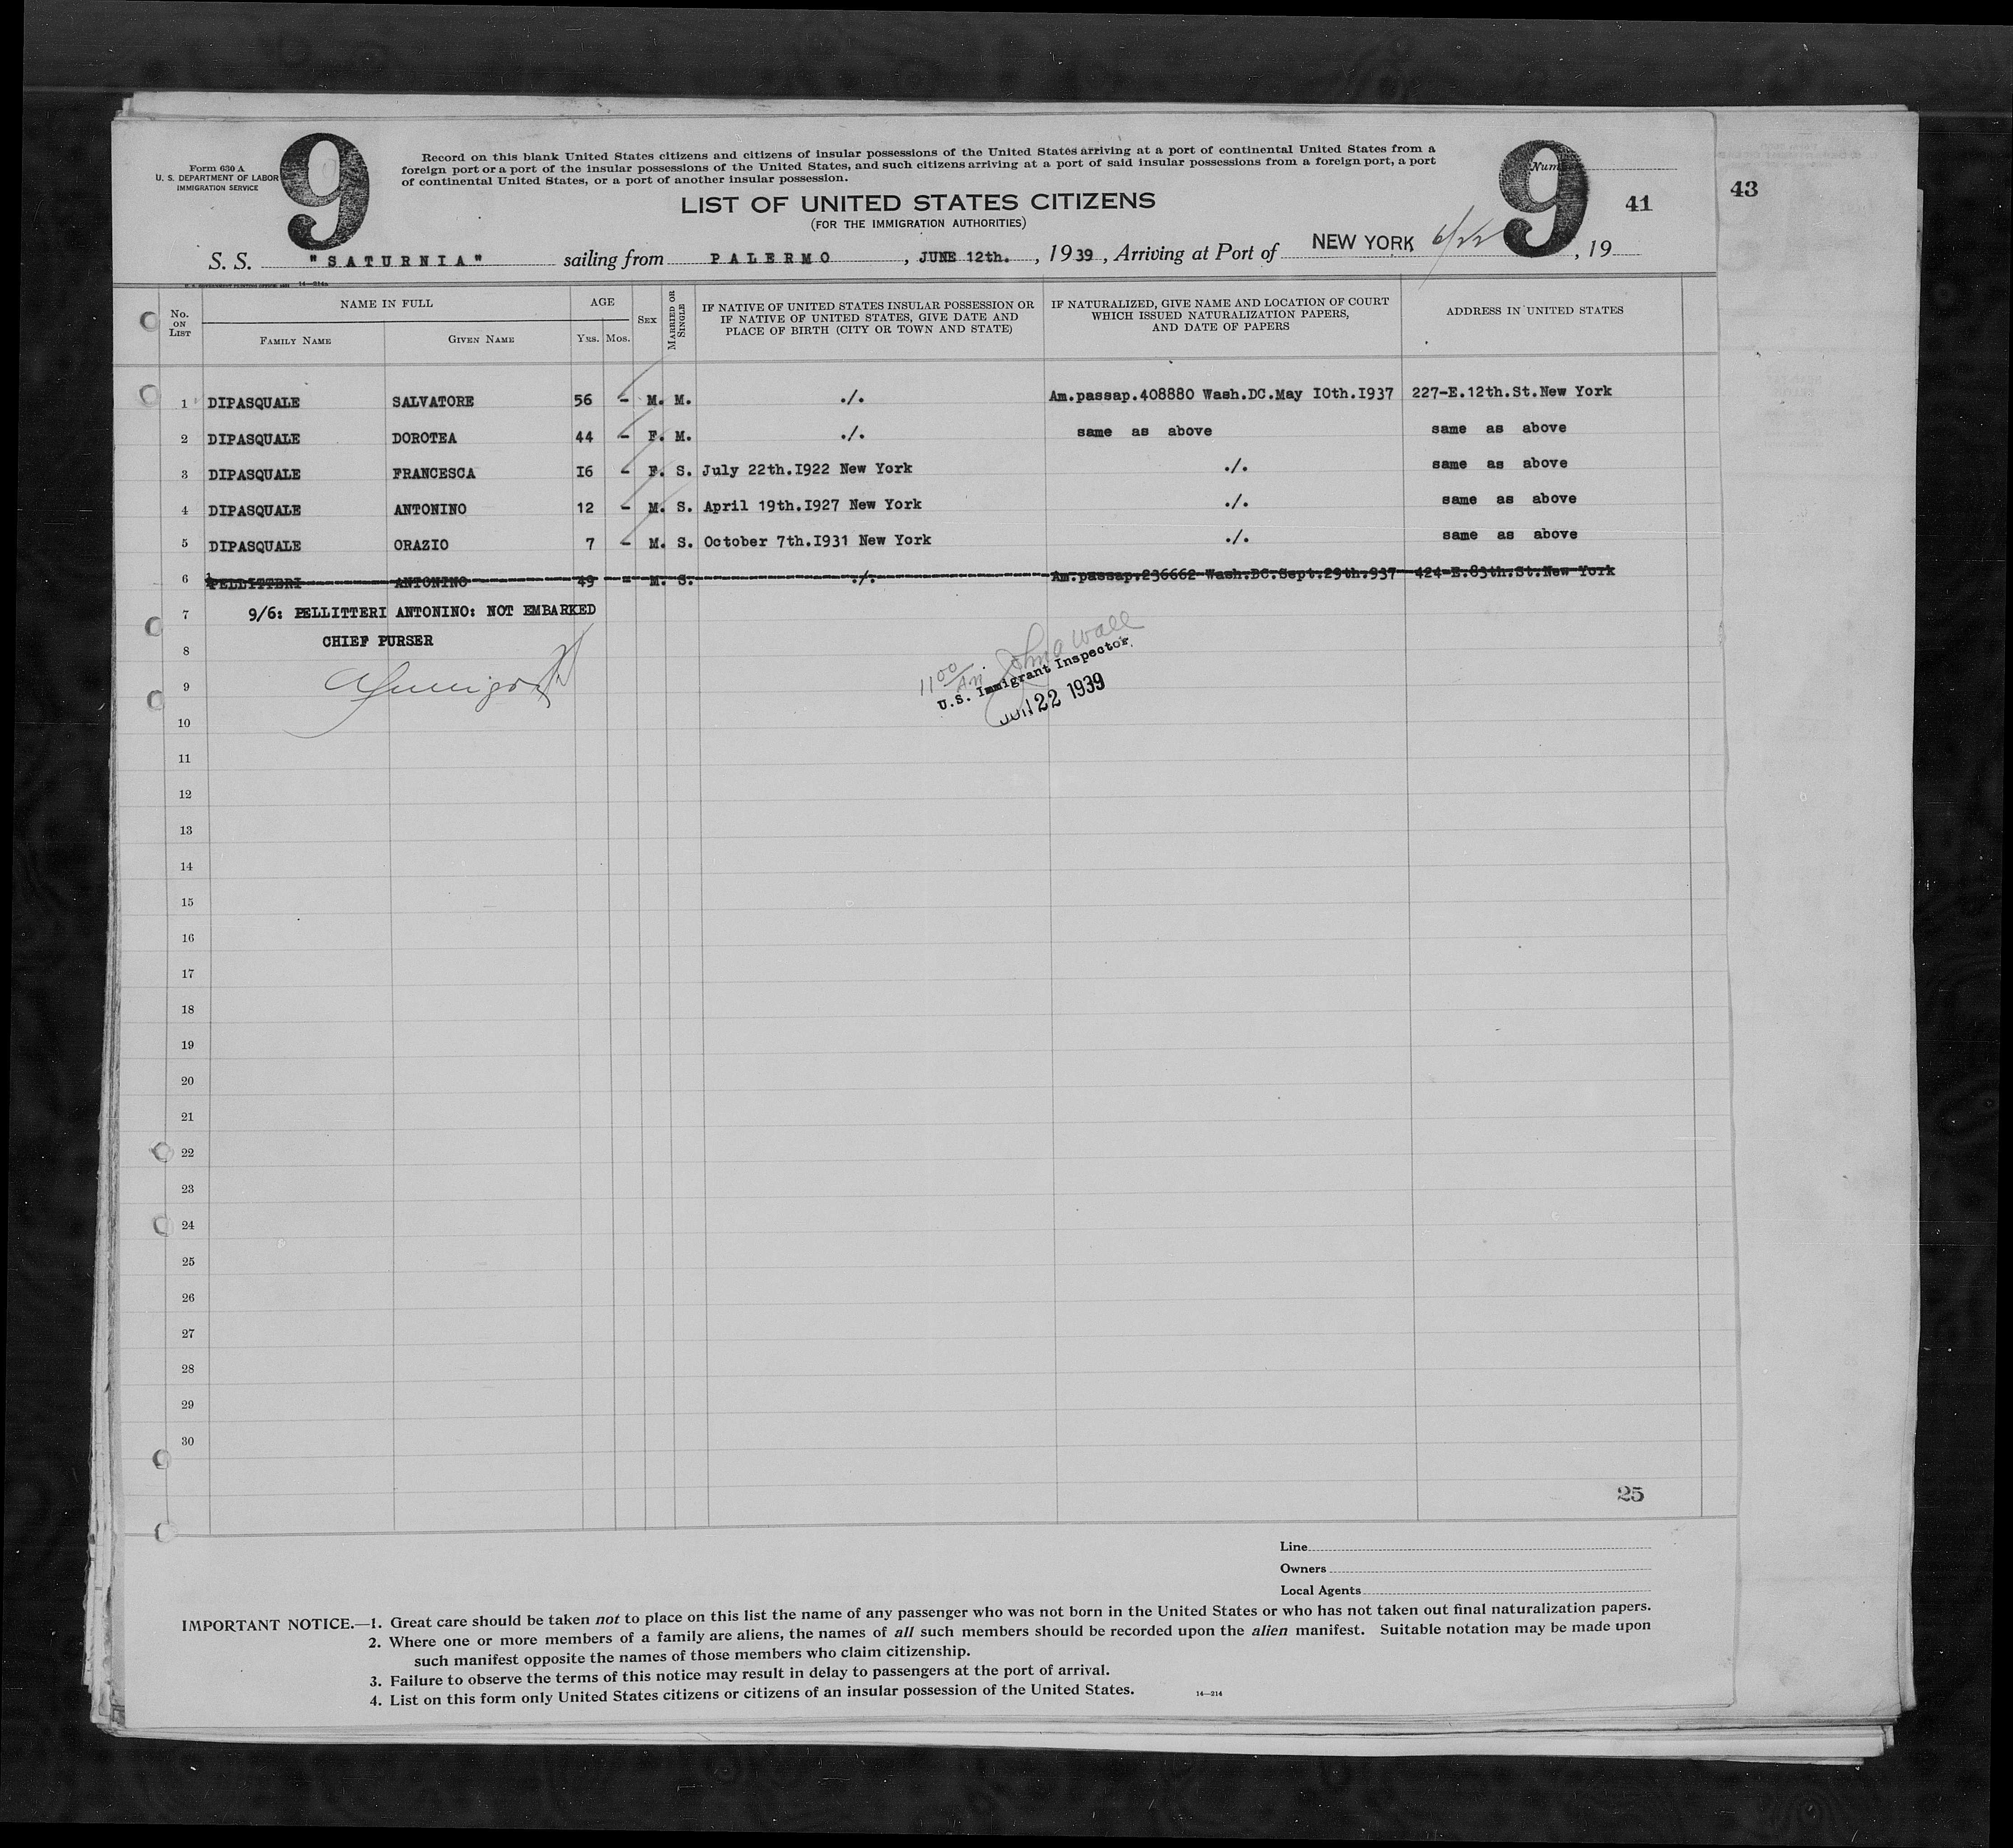 Form 630 A
U. S. DEPARTMENT OF LABOR
IMMIGRATION SERVICE
9
Record on this blank United States citizens and citizens of insular possessions of the United States arriving at a port of continental United States from a
foreign port or a port of the insular possessions of the United States, and such citizens arriving at a port of said insular possessions from a foreign port, a port
of continental United States, or a port of another insular possession.
9
41
43
LIST OF UNITED STATES CITIZENS
(FOR THE IMMIGRATION AUTHORITIES)
S. S. "SATURNIA" sailing from PALERMO, JUNE 12th., 1939, Arriving at Port of NEW YORK 6/22, 19
No. ON LIST
NAME IN FULL
FAMILY NAME GIVEN NAME
AGE
YRS. MOS.
SEX
MARRIED OR SINGLE
IF NATIVE OF UNITED STATES INSULAR POSSESSION OR
IF NATIVE OF UNITED STATES, GIVE DATE AND
PLACE OF BIRTH (CITY OR TOWN AND STATE)
IF NATURALIZED, GIVE NAME AND LOCATION OF COURT
WHICH ISSUED NATURALIZATION PAPERS,
AND DATE OF PAPERS
ADDRESS IN UNITED STATES
1 DIPASQUALE SALVATORE 56 - M. M. ./. Am.passap.408880 Wash.DC.May I0th.I937 227-E.12th.St.New York
2 DIPASQUALE DOROTEA 44 - F. M. ./. same as above same as above
3 DIPASQUALE FRANCESCA I6 - F. S. July 22th.I922 New York ./. same as above
4 DIPASQUALE ANTONINO 12 - M. S. April 19th.I927 New York ./. same as above
5 DIPASQUALE ORAZIO 7 - M. S. October 7th.I931 New York ./. same as above
6 PELLITTERI ANTONINO 49 - M. S. ./. Am.passap.236662 Wash.DC.Sept.29th.937 424-E.83th.St.New York
7 9/6: PELLITTERI ANTONINO: NOT EMBARKED
8 CHIEF PURSER
John A Wall
11 00 AM
U.S. Immigrant Inspector.
JUN 22 1939
9
10
11
12
13
14
15
16
17
18
19
20
21
22
23
24
25
26
27
28
29
30
25
Line
Owners
Local Agents
IMPORTANT NOTICE.—1. Great care should be taken not to place on this list the name of any passenger who was not born in the United States or who has not taken out final naturalization papers.
2. Where one or more members of a family are aliens, the names of all such members should be recorded upon the alien manifest. Suitable notation may be made upon
such manifest opposite the names of those members who claim citizenship.
3. Failure to observe the terms of this notice may result in delay to passengers at the port of arrival.
4. List on this form only United States citizens or citizens of an insular possession of the United States.
14—214